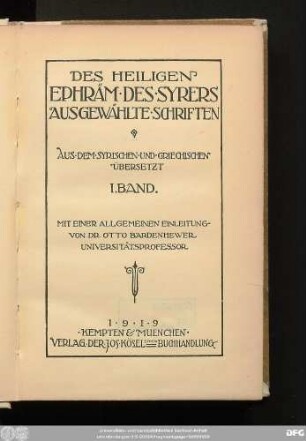 DES HEILIGEN
EPHRÄM·DES·SYRERS
AUSGEWÄHLTE·SCHRIFTEN
AUS·DEM·SYRISCHEN·UND·GRIECHISCHEN
ÜBERSETZT
I.BAND.
MIT EINER ALLGEMEINEN EINLEITUNG-
VON DR. OTTO BARDENHEWER.
UNIVERSITÄTSPROFESSOR.
1·9·1·9
·KEMPTEN & MUENCHEN·
VERLAG·DER·JOS·KÖSEL=BUCHHANDLUNG